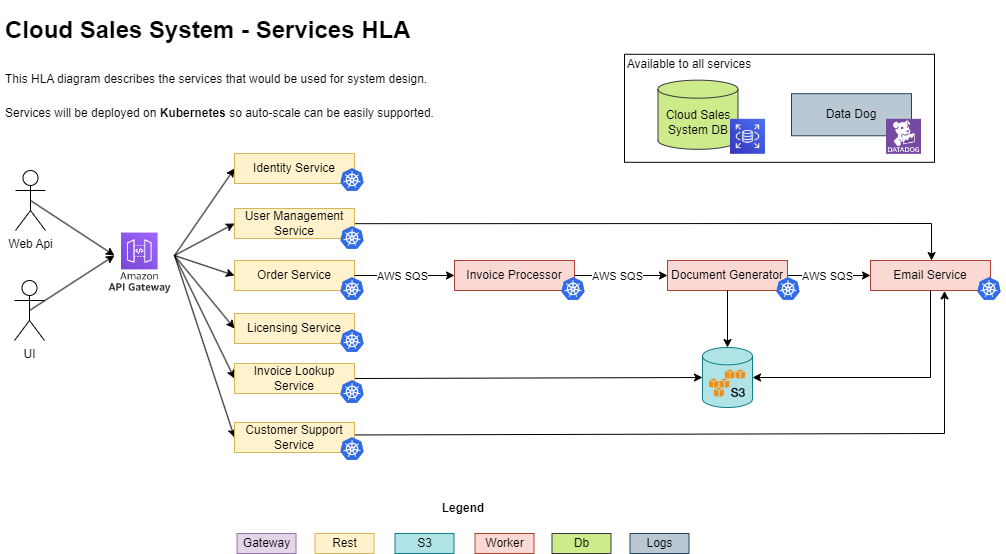 Cloud Sales System - Services HLA
This HLA diagram describes the services that would be used for system design.
Services will be deployed on Kubernetes so auto-scale can be easily supported.
Available to all services
Cloud Sales
System DB
Data Dog
DATADOG
Web Api
UI
Amazon
API Gateway
Identity Service
User Management
Service
Order Service
AWS SQS
Invoice Processor
AWS SQS
Document Generator
AWS SQS
Email Service
Licensing Service
Invoice Lookup
Service
S3
Customer Support
Service
Legend
Gateway
Rest
S3
Worker
Db
Logs